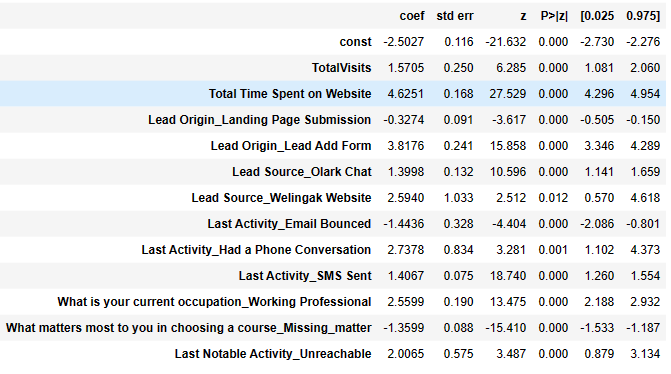 coef std err z P>|z| [0.025 0.975]
const -2.5027 0.116 -21.632 0.000 -2.730 -2.276
TotalVisits 1.5705 0.250 6.285 0.000 1.081 2.060
Total Time Spent on Website 4.6251 0.168 27.529 0.000 4.296 4.954
Lead Origin_Landing Page Submission -0.3274 0.091 -3.617 0.000 -0.505 -0.150
Lead Origin_Lead Add Form 3.8176 0.241 15.858 0.000 3.346 4.289
Lead Source_Olark Chat 1.3998 0.132 10.596 0.000 1.141 1.659
Lead Source_Welingak Website 2.5940 1.033 2.512 0.012 0.570 4.618
Last Activity_Email Bounced -1.4436 0.328 -4.404 0.000 -2.086 -0.801
Last Activity_Had a Phone Conversation 2.7378 0.834 3.281 0.001 1.102 4.373
Last Activity_SMS Sent 1.4067 0.075 18.740 0.000 1.260 1.554
What is your current occupation_Working Professional 2.5599 0.190 13.475 0.000 2.188 2.932
What matters most to you in choosing a course_Missing_matter -1.3599 0.088 -15.410 0.000 -1.533 -1.187
Last Notable Activity_Unreachable 2.0065 0.575 3.487 0.000 0.879 3.134